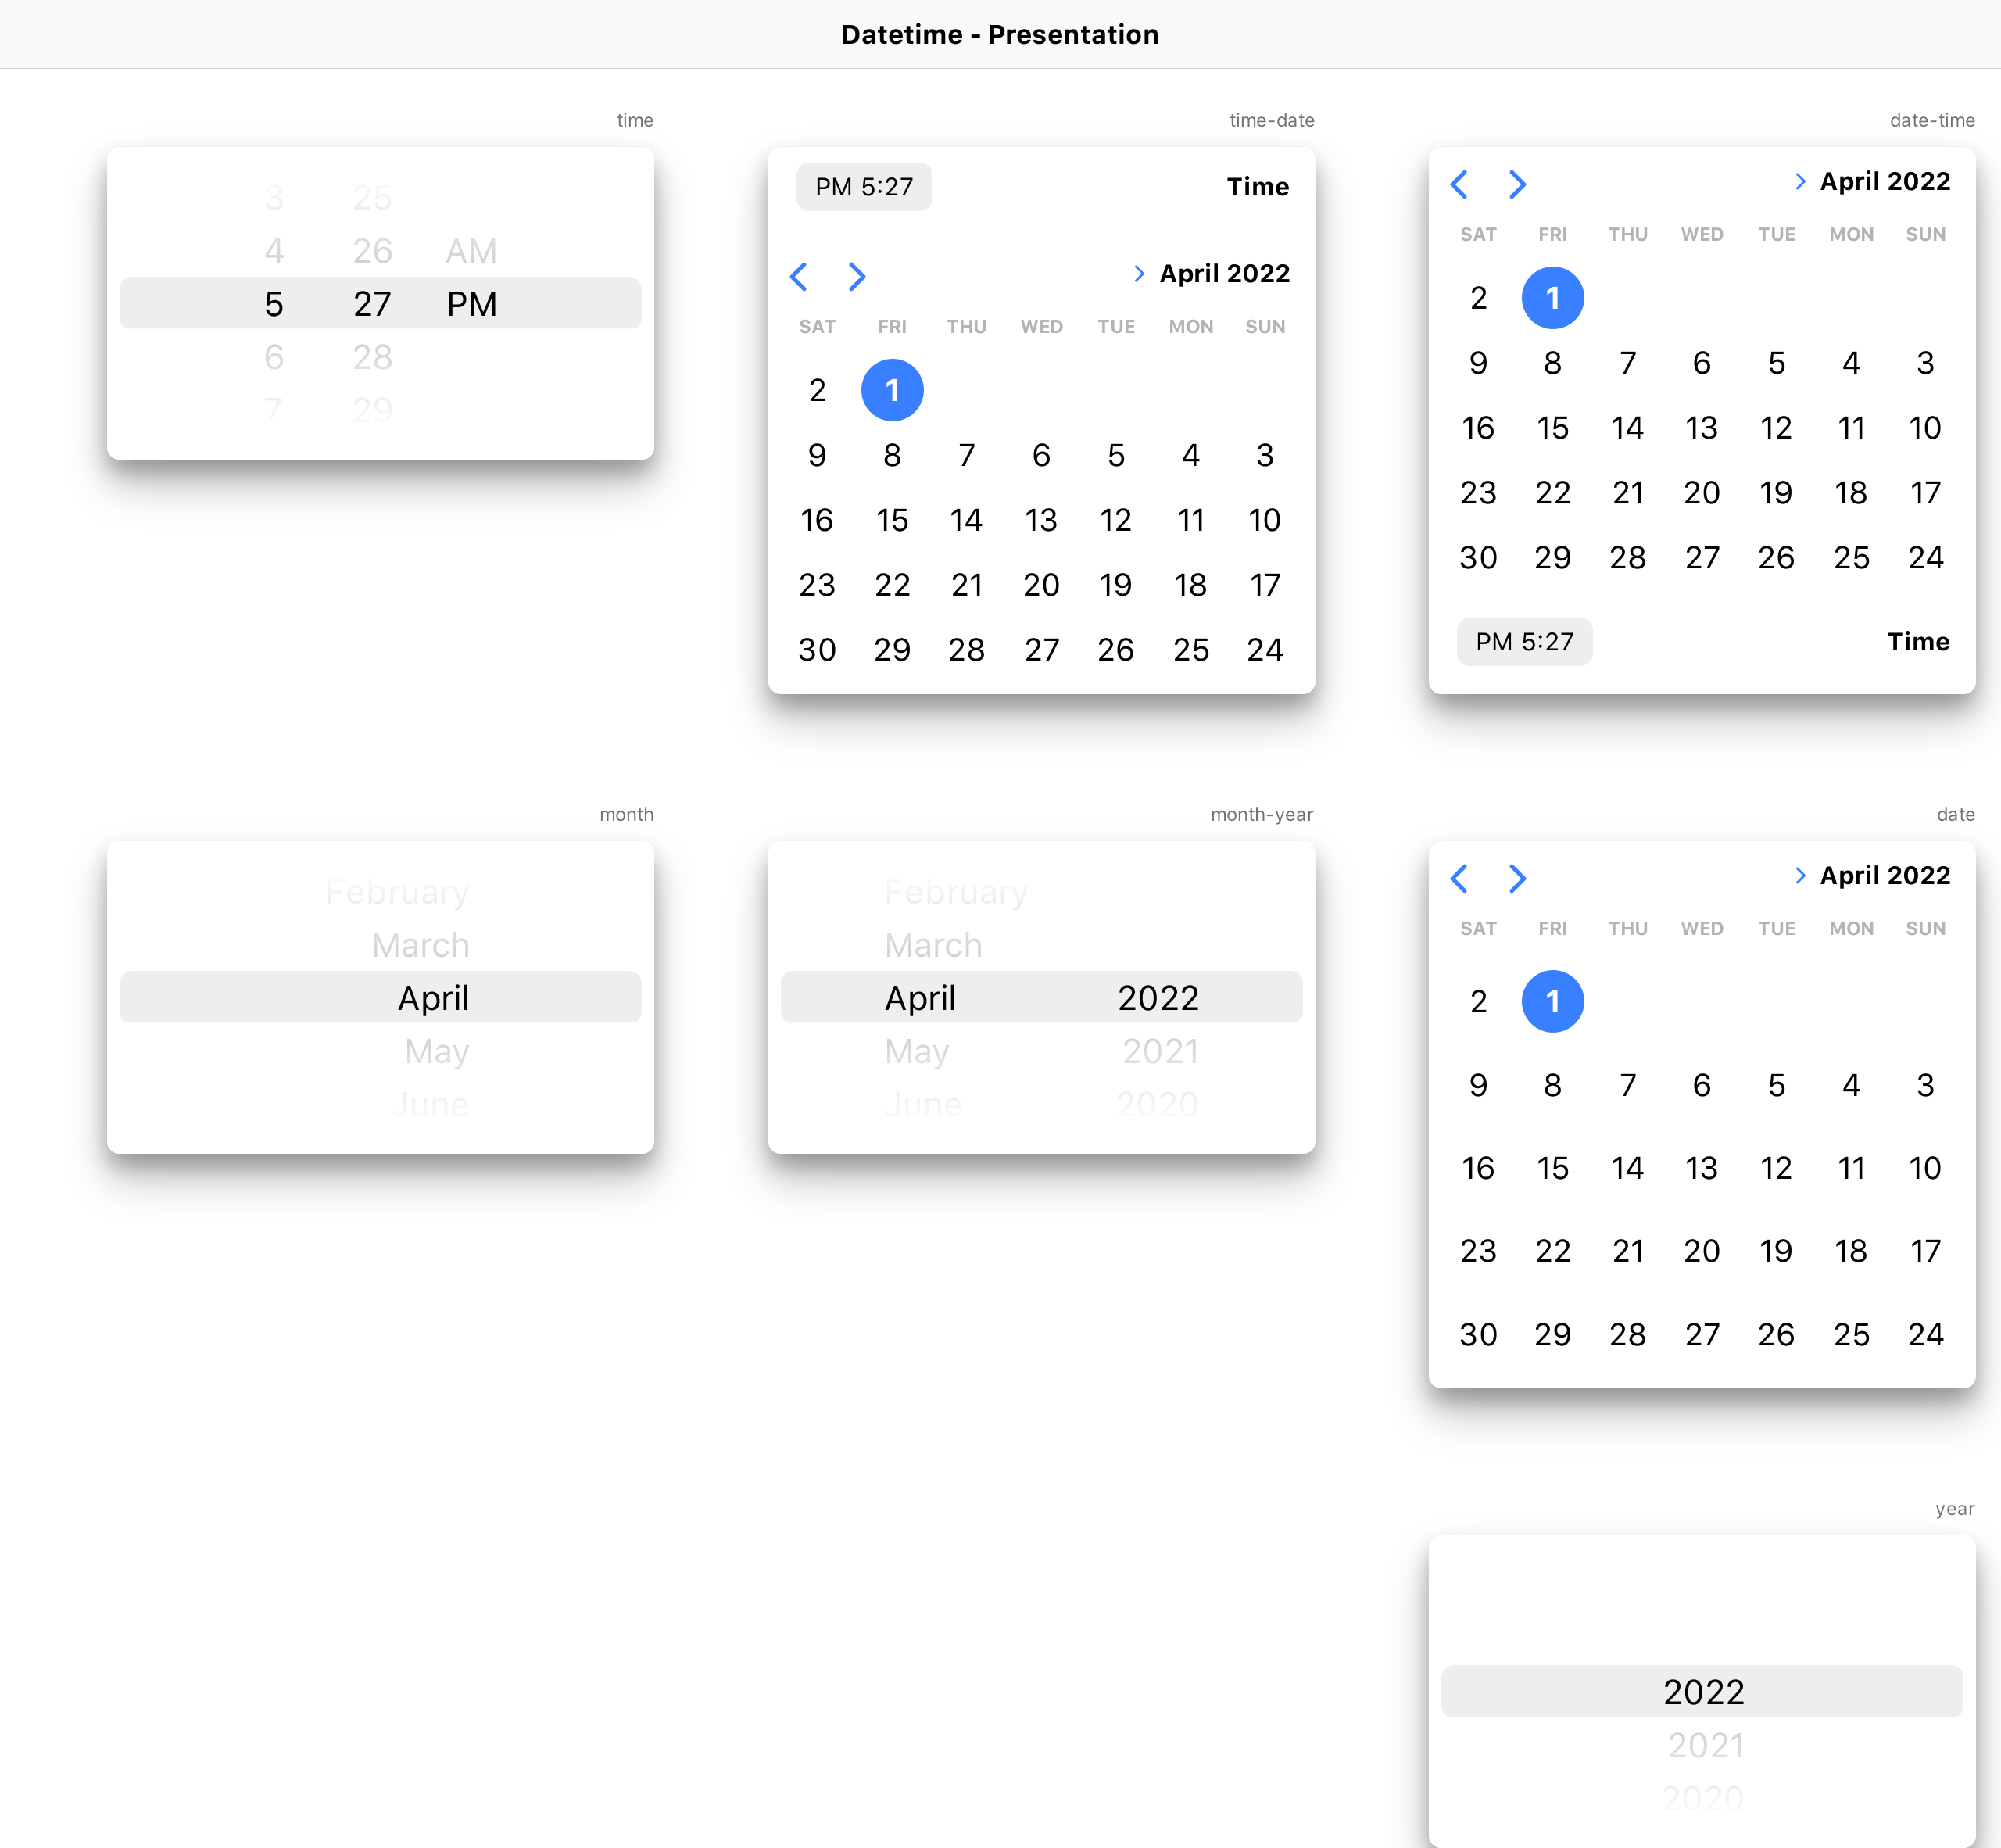 Datetime - Presentation
date-time
April 2022
SUN MON TUE WED THU FRI SAT
1 2
3 4 5 6 7 8 9
10 11 12 13 14 15 16
17 18 19 20 21 22 23
24 25 26 27 28 29 30
Time PM 5:27
time-date
Time PM 5:27
April 2022
SUN MON TUE WED THU FRI SAT
1 2
3 4 5 6 7 8 9
10 11 12 13 14 15 16
17 18 19 20 21 22 23
24 25 26 27 28 29 30
time
3 25
4 26 AM
5 27 PM
6 28
7 29
date
April 2022
SUN MON TUE WED THU FRI SAT
1 2
3 4 5 6 7 8 9
10 11 12 13 14 15 16
17 18 19 20 21 22 23
24 25 26 27 28 29 30
month-year
February
March
April 2022
May 2021
June 2020
month
February
March
April
May
June
year
2022
2021
2020